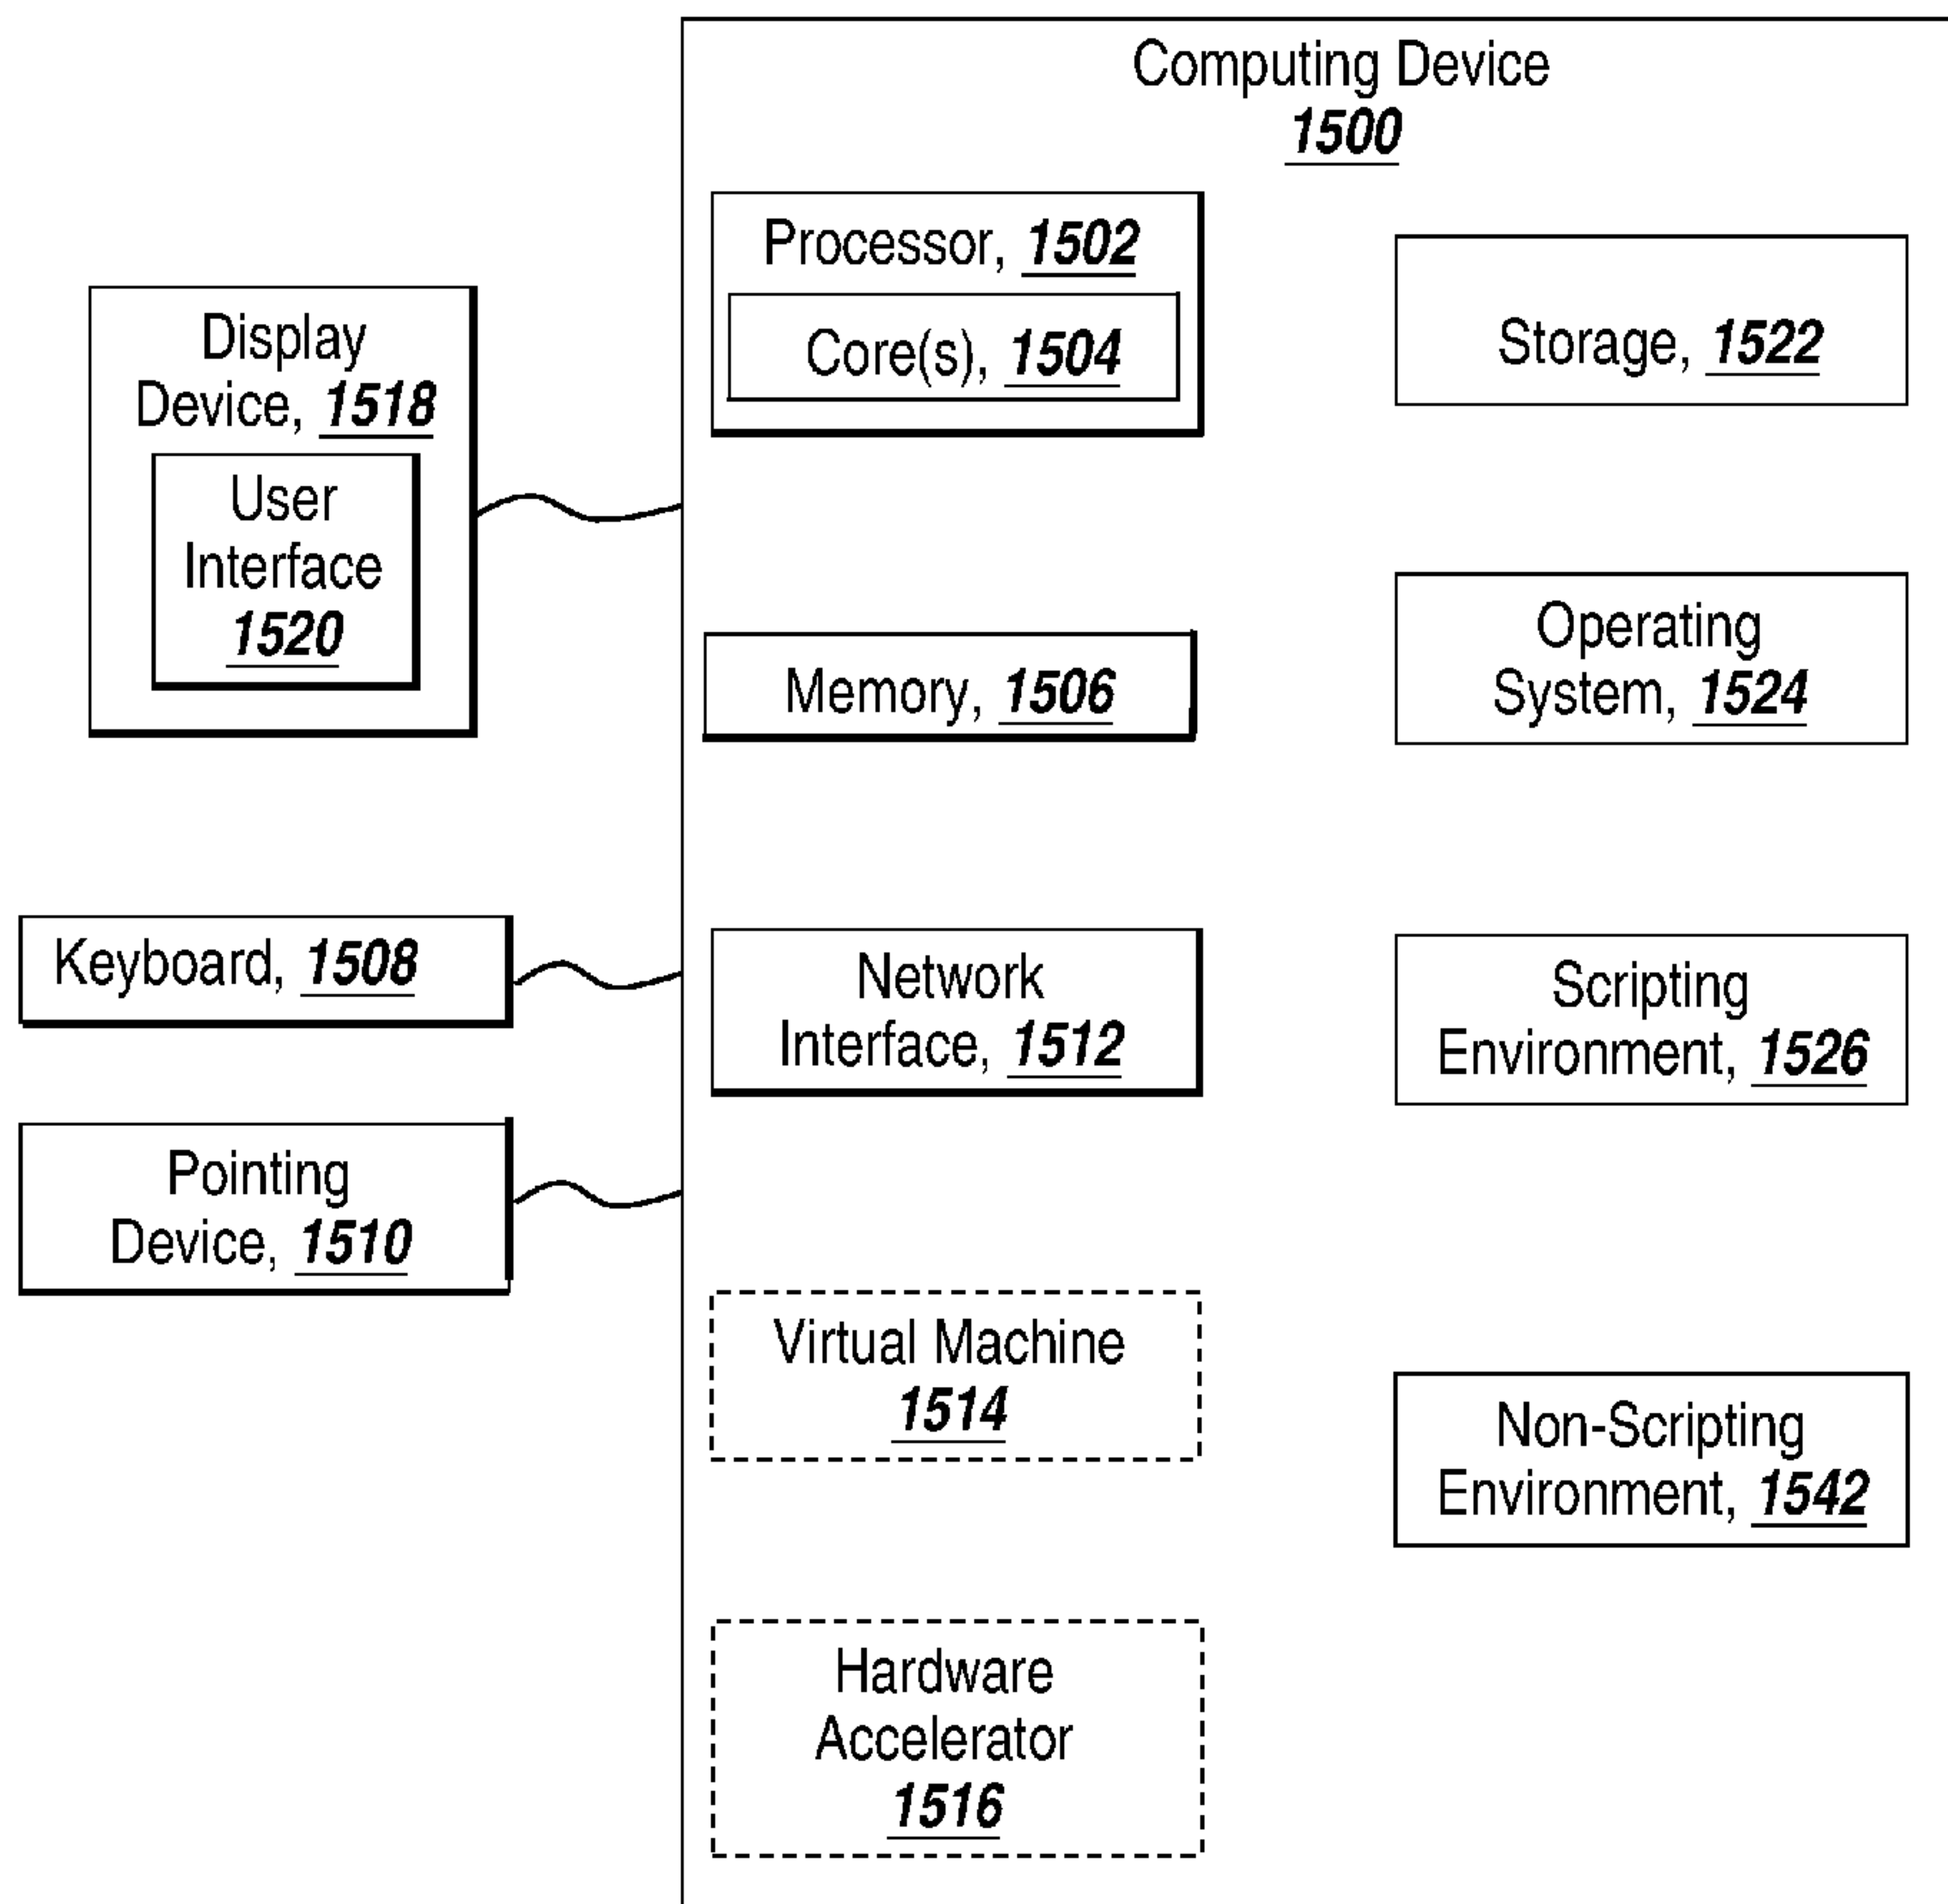 Computing Device
1500
Processor, 1502
Core(s), 1504
Storage, 1522
Display
Device, 1518
User
Interface
1520
Memory, 1506
Operating
System, 1524
Keyboard, 1508
Network
Interface, 1512
Scripting
Environment, 1526
Pointing
Device, 1510
Virtual Machine
1514
Non-Scripting
Environment, 1542
Hardware
Accelerator
1516